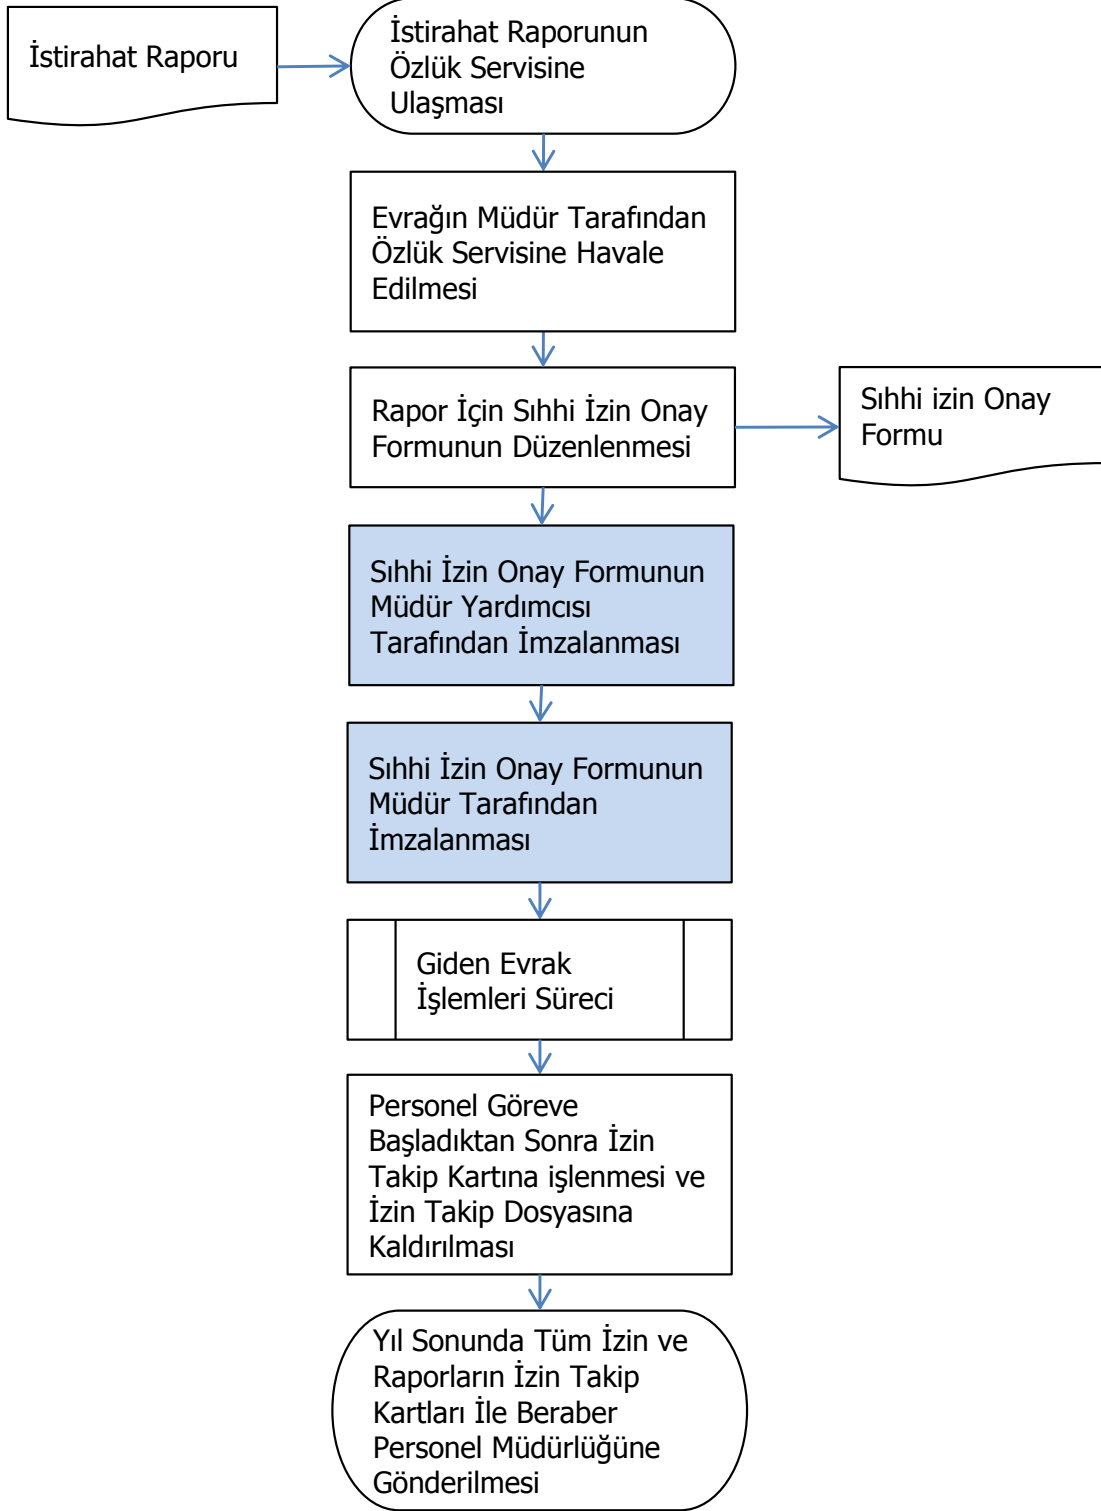 İstirahat Raporu
İstirahat Raporunun
Özlük Servisine
Ulaşması
Evrağın Müdür Tarafından
Özlük Servisine Havale
Edilmesi
Rapor İçin Sıhhi İzin Onay
Formunun Düzenlenmesi
Sıhhi izin Onay
Formu
Sıhhi İzin Onay Formunun
Müdür Yardımcısı
Tarafından İmzalanması
Sıhhi İzin Onay Formunun
Müdür Tarafından
İmzalanması
Giden Evrak
İşlemleri Süreci
Personel Göreve
Başladıktan Sonra İzin
Takip Kartına işlenmesi ve
İzin Takip Dosyasına
Kaldırılması
Yıl Sonunda Tüm İzin ve
Raporların İzin Takip
Kartları İle Beraber
Personel Müdürlüğüne
Gönderilmesi